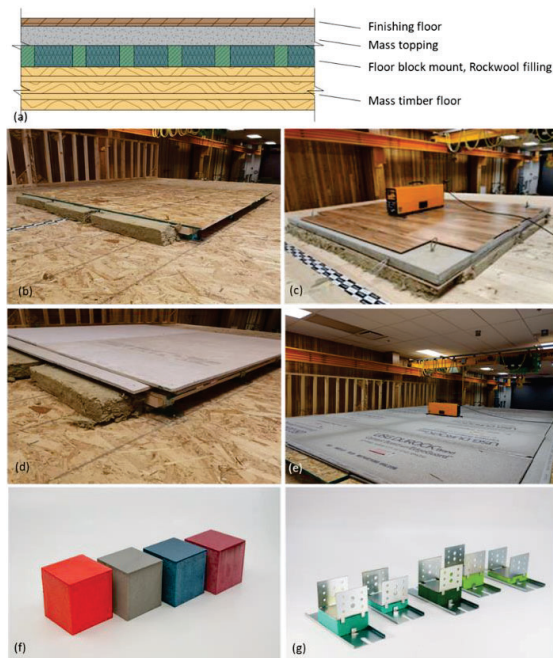 Finishing floor
Mass topping
Floor block mount, Rockwool filling
Mass timber floor
(a)
(b)
(c)
(d)
(e)
(f)
(g)